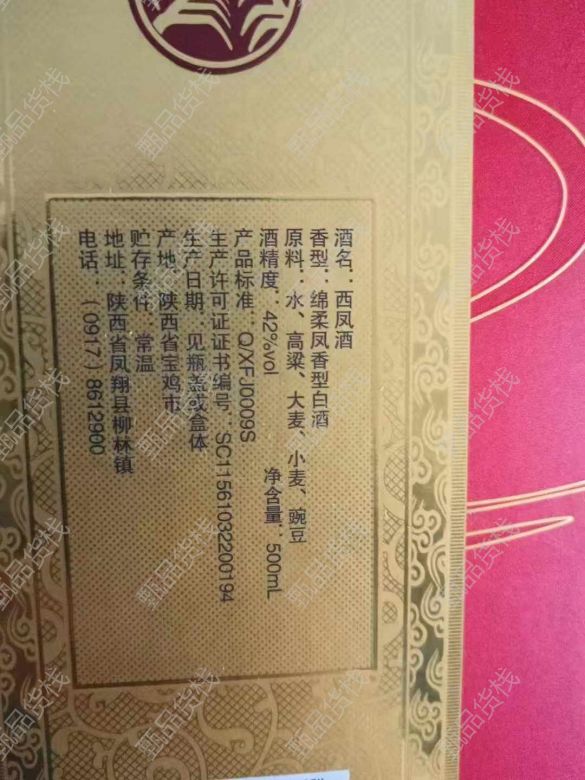 酒名：西凤酒
香型：绵柔凤香型白酒
原料：水、高粱、大麦、小麦、豌豆
酒精度：42%vol 净含量：500mL
产品标准：Q/XFJ0009S
生产许可证证书编号：SC11561032200194
生产日期：见瓶盖或盒体
产地：陕西省宝鸡市
贮存条件：常温
地址：陕西省凤翔县柳林镇
电话：（0917）8612900
甄品货栈